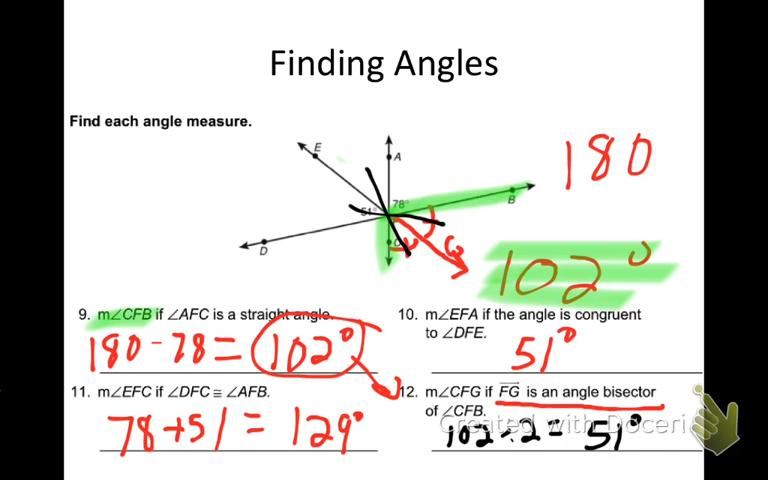 Finding Angles
Find each angle measure.
E
A
180
78°
51°
B
D
G
102°
9. m∠CFB if ∠AFC is a straight angle.
180 - 78 = 102°
10. m∠EFA if the angle is congruent
to ∠DFE.
51°
11. m∠EFC if ∠DFC ≅ ∠AFB.
78 + 51 = 129°
12. m∠CFG if FG is an angle bisector
of ∠CFB.
Created with Doceri
102 ÷ 2 = 51°